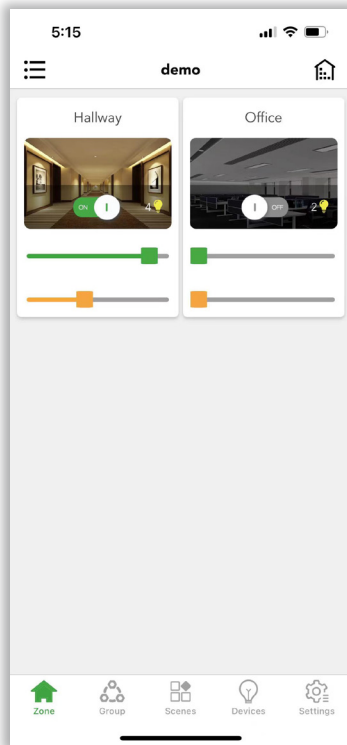 5:15
demo
Hallway
Office
ON
4
OFF
2
Zone
Group
Scenes
Devices
Settings